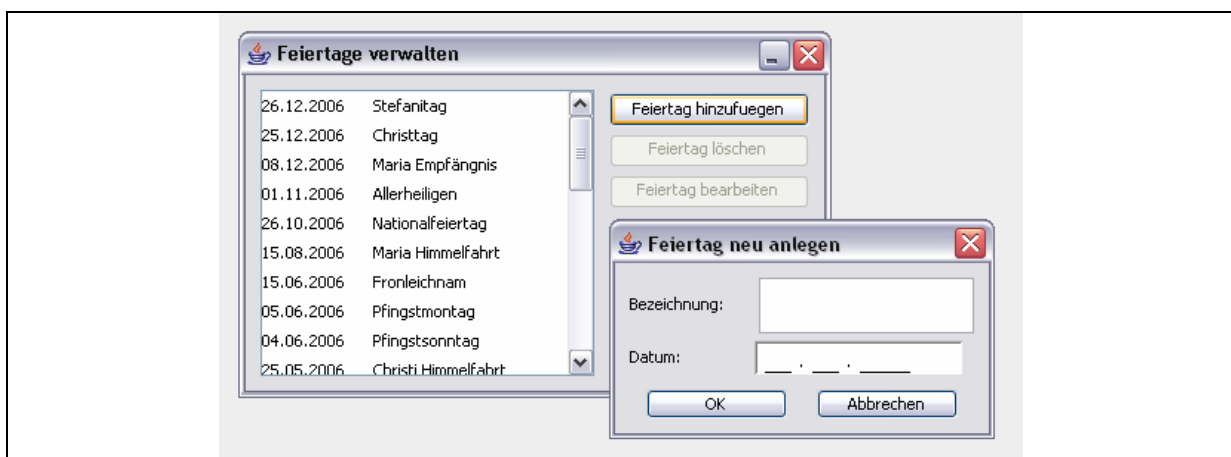 Feiertage verwalten
26.12.2006 Stefanitag
25.12.2006 Christtag
08.12.2006 Maria Empfängnis
01.11.2006 Allerheiligen
26.10.2006 Nationalfeiertag
15.08.2006 Maria Himmelfahrt
15.06.2006 Fronleichnam
05.06.2006 Pfingstmontag
04.06.2006 Pfingstsonntag
25.05.2006 Christi Himmelfahrt
Feiertag hinzufuegen
Feiertag löschen
Feiertag bearbeiten
Feiertag neu anlegen
Bezeichnung:
Datum:
__ . __ . ____
OK Abbrechen